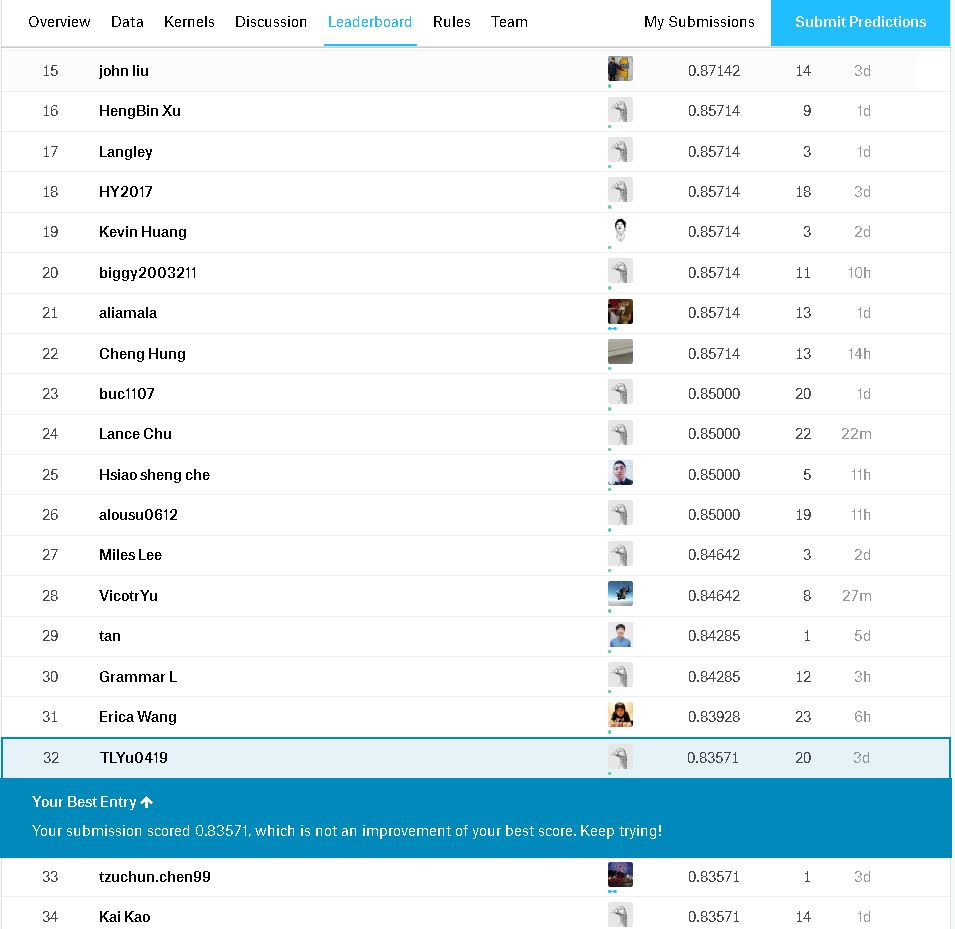 Overview Data Kernels Discussion Leaderboard Rules Team My Submissions Submit Predictions
15 john liu 0.87142 14 3d
16 HengBin Xu 0.85714 9 1d
17 Langley 0.85714 3 1d
18 HY2017 0.85714 18 3d
19 Kevin Huang 0.85714 3 2d
20 biggy2003211 0.85714 11 10h
21 aliamala 0.85714 13 1d
22 Cheng Hung 0.85714 13 14h
23 buc1107 0.85000 20 1d
24 Lance Chu 0.85000 22 22m
25 Hsiao sheng che 0.85000 5 11h
26 alousu0612 0.85000 19 11h
27 Miles Lee 0.84642 3 2d
28 VicotrYu 0.84642 8 27m
29 tan 0.84285 1 5d
30 Grammar L 0.84285 12 3h
31 Erica Wang 0.83928 23 6h
32 TLYu0419 0.83571 20 3d
Your Best Entry ↑
Your submission scored 0.83571, which is not an improvement of your best score. Keep trying!
33 tzuchun.chen99 0.83571 1 3d
34 Kai Kao 0.83571 14 1d